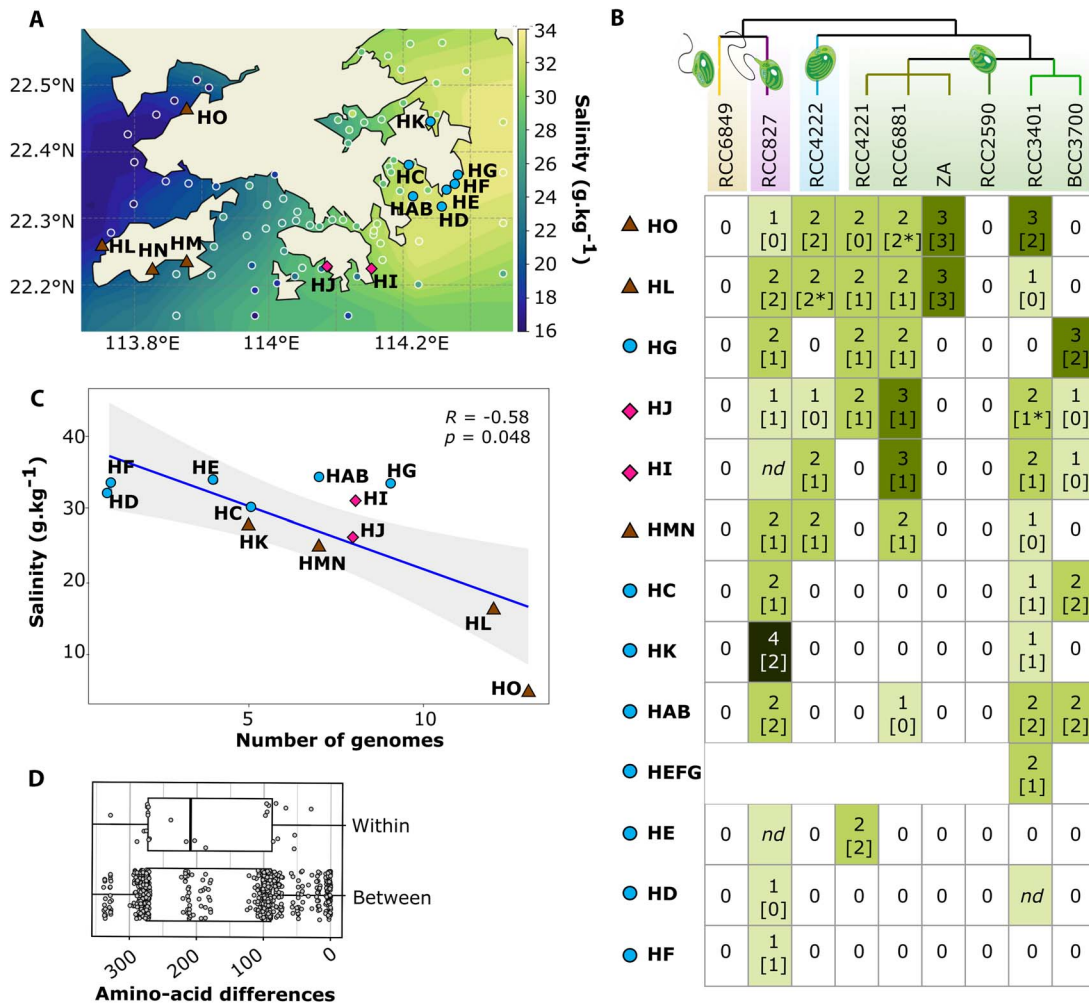 A
34
32
30
28
26
24
22
20
18
16
Salinity (g.kg-1)
22.5°N
22.4°N
22.3°N
22.2°N
113.8°E
114°E
114.2°E
HO
HK
HG
HC
HF
HE
HAB
HD
HL
HN
HM
HJ
HI
B
RCC6849
RCC827
RCC4222
RCC4221
RCC6881
ZA
RCC2590
RCC3401
BCC3700
HO 0 1 [0] 2 [2] 2 [0] 2 [2*] 3 [3] 0 3 [2] 0
HL 0 2 [2] 2 [2*] 2 [1] 2 [1] 3 [3] 0 1 [0] 0
HG 0 2 [1] 0 2 [1] 2 [1] 0 0 0 3 [2]
HJ 0 1 [1] 1 [0] 2 [1] 3 [1] 0 0 2 [1*] 1 [0]
HI 0 nd 2 [1] 0 3 [1] 0 0 2 [1] 1 [0]
HMN 0 2 [1] 2 [1] 0 2 [1] 0 0 1 [0] 0
HC 0 2 [1] 0 0 0 0 0 1 [1] 2 [2]
HK 0 4 [2] 0 0 0 0 0 1 [1] 0
HAB 0 2 [2] 0 0 1 [0] 0 0 2 [2] 2 [2]
HEFG 2 [1]
HE 0 nd 0 2 [2] 0 0 0 0 0
HD 0 1 [0] 0 0 0 0 0 nd 0
HF 0 1 [1] 0 0 0 0 0 0 0
C
R = -0.58
p = 0.048
40
30
20
10
Salinity (g.kg-1)
HF
HD
HE
HC
HK
HAB
HG
HI
HJ
HMN
HL
HO
5
10
Number of genomes
D
Within
Between
300
200
100
0
Amino-acid differences